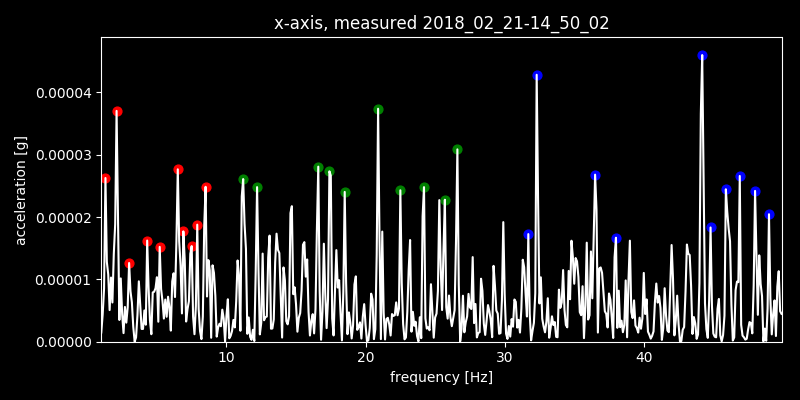 x-axis, measured 2018_02_21-14_50_02
acceleration [g]
0.00004
0.00003
0.00002
0.00001
0.00000
10 20 30 40
frequency [Hz]